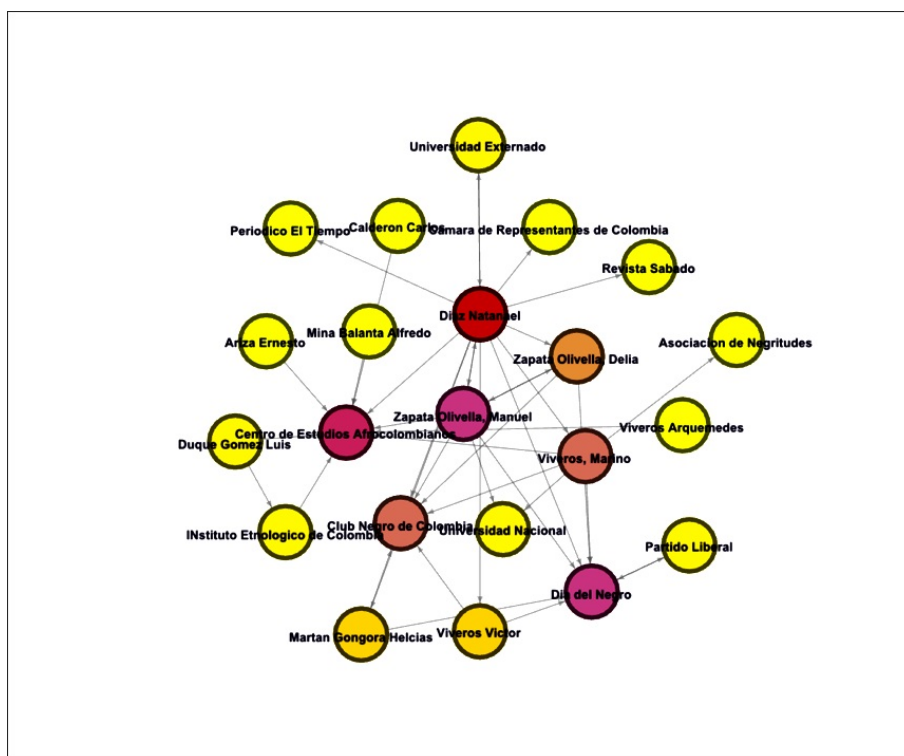 Universidad Externado
Periodico El Tiempo
Calderon Carlos
Camara de Representantes de Colombia
Revista Sabado
Diaz Natanael
Ariza Ernesto
Mina Balanta Alfredo
Zapata Olivella, Delia
Asociacion de Negritudes
Zapata Olivella, Manuel
Centro de Estudios Afrocolombianos
Duque Gomez Luis
Viveros Arquemedes
Viveros, Marino
INstituto Etnologico de Colombia
Club Negro de Colombia
Universidad Nacional
Partido Liberal
Dia del Negro
Martan Gongora Helcias
Viveros Victor